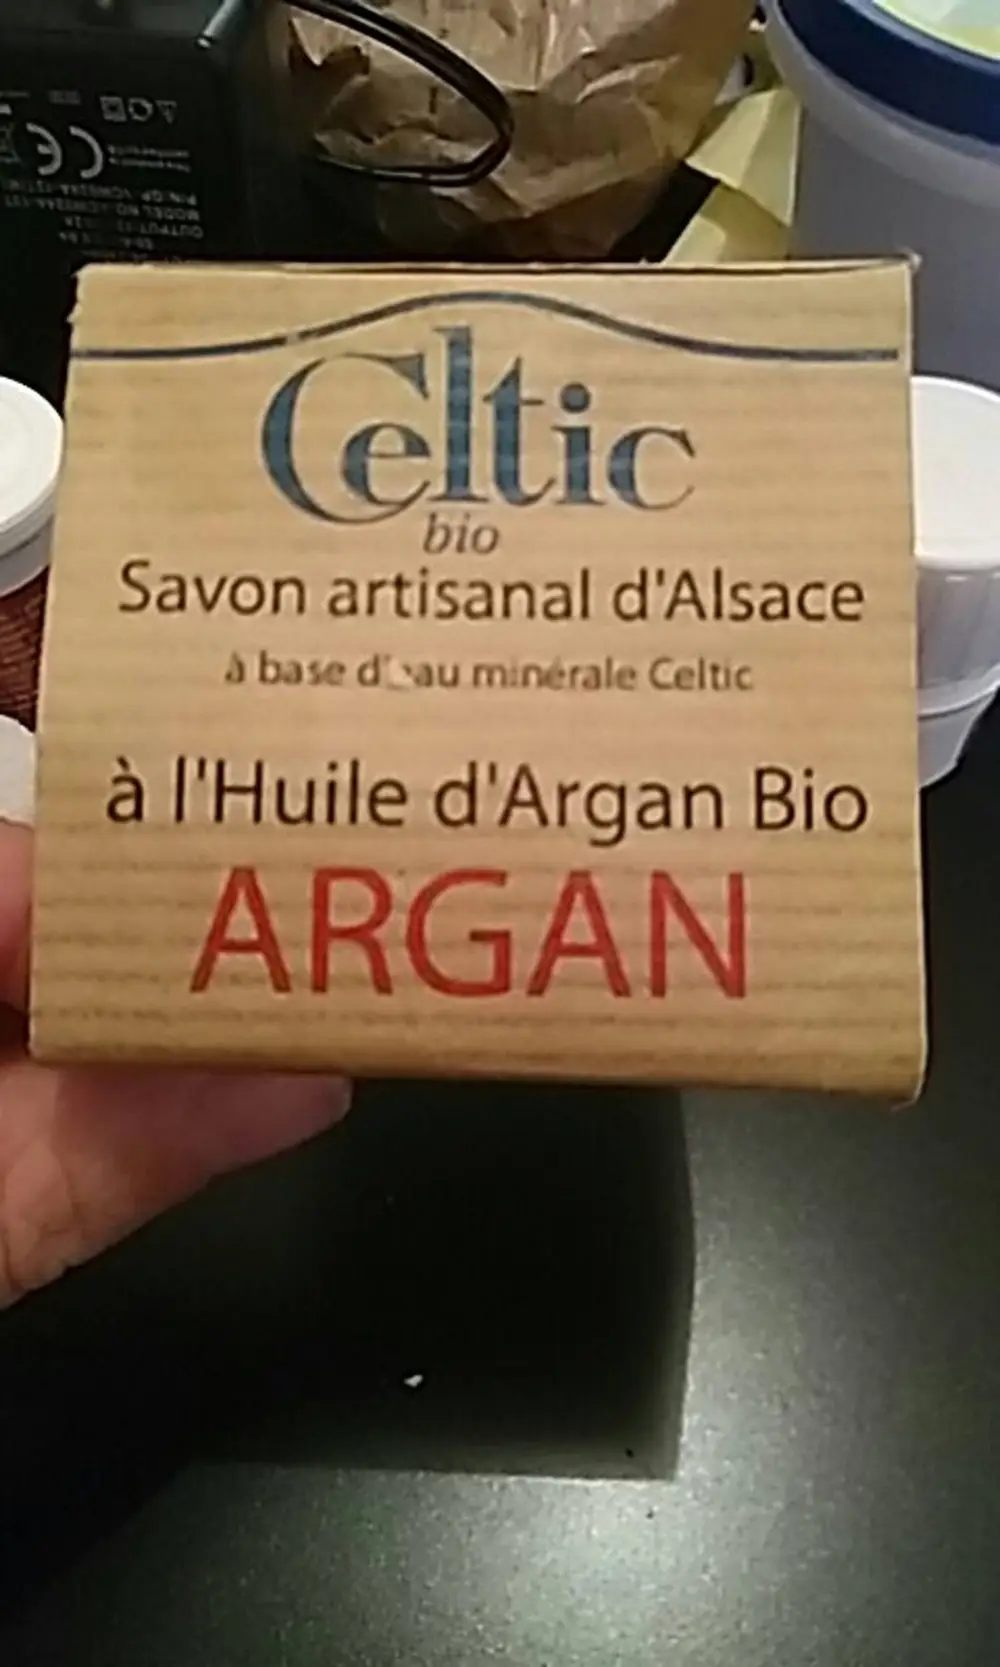 Celtic
bio
Savon artisanal d'Alsace
à base d'eau minérale Celtic
à l'Huile d'Argan Bio
ARGAN